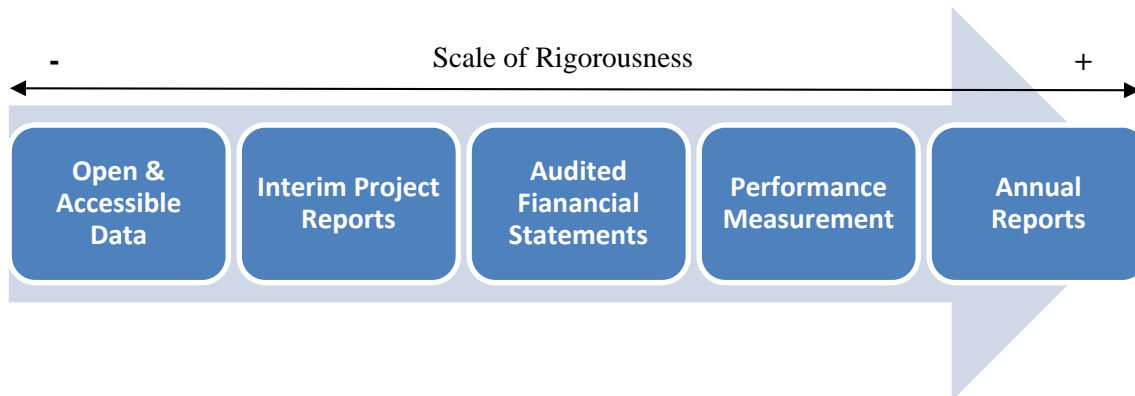 - Scale of Rigorousness +
Open &
Accessible
Data
Interim Project
Reports
Audited
Fianancial
Statements
Performance
Measurement
Annual
Reports